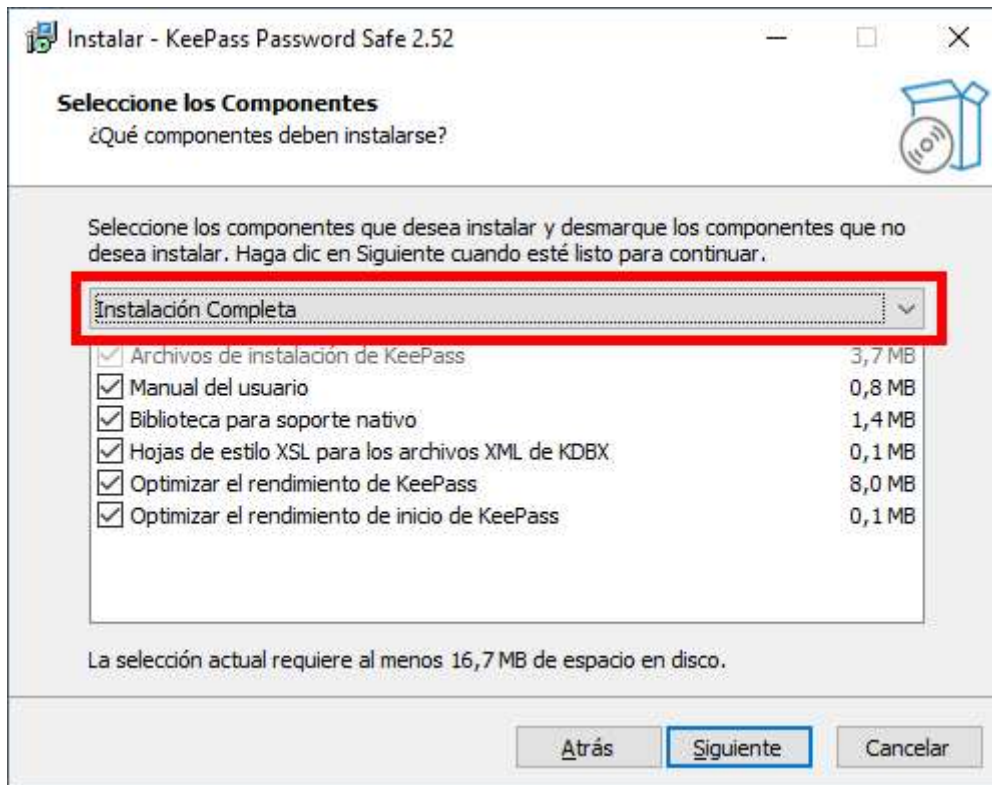 Instalar - KeePass Password Safe 2.52
Seleccione los Componentes
¿Qué componentes deben instalarse?
Seleccione los componentes que desea instalar y desmarque los componentes que no
desea instalar. Haga clic en Siguiente cuando esté listo para continuar.
Instalación Completa
Archivos de instalación de KeePass 3,7 MB
Manual del usuario 0,8 MB
Biblioteca para soporte nativo 1,4 MB
Hojas de estilo XSL para los archivos XML de KDBX 0,1 MB
Optimizar el rendimiento de KeePass 8,0 MB
Optimizar el rendimiento de inicio de KeePass 0,1 MB
La selección actual requiere al menos 16,7 MB de espacio en disco.
Atrás Siguiente Cancelar